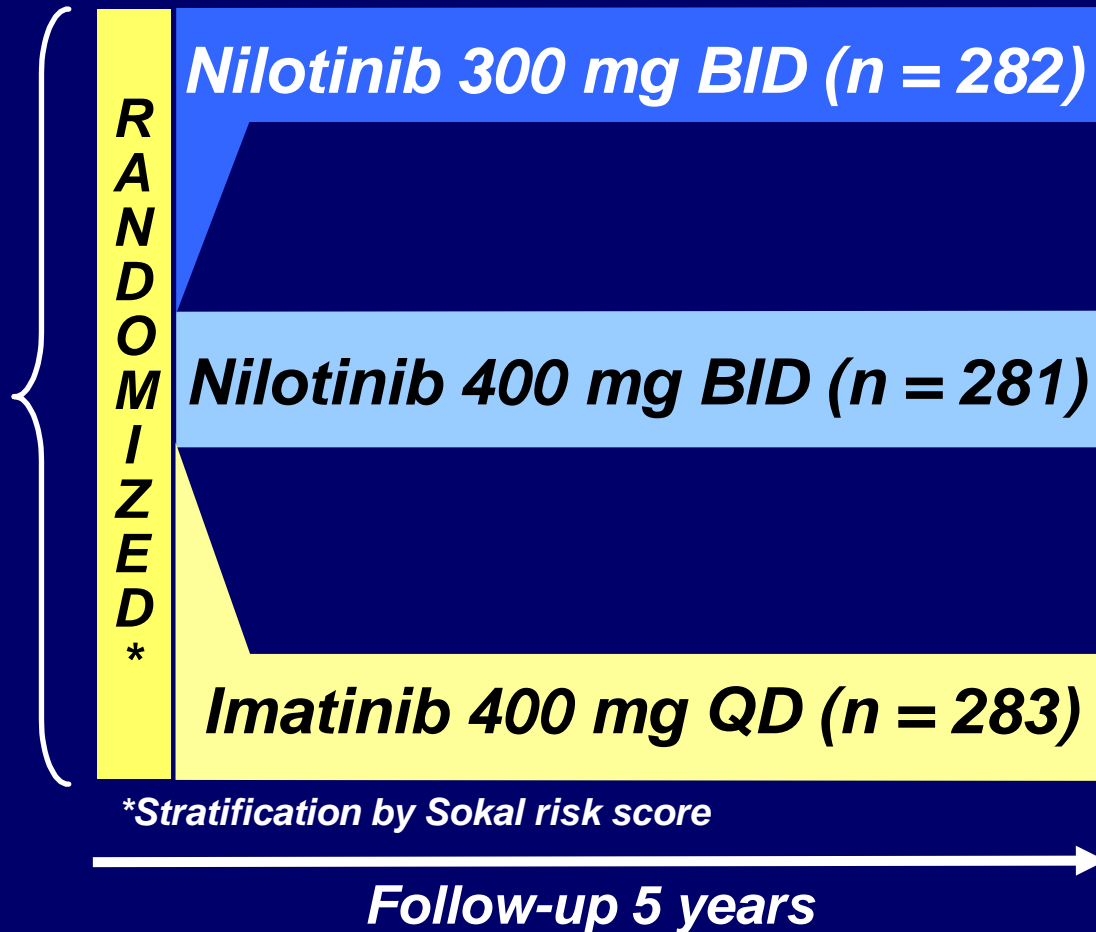 RANDOMIZED*
Nilotinib 300 mg BID (n = 282)
Nilotinib 400 mg BID (n = 281)
Imatinib 400 mg QD (n = 283)
*Stratification by Sokal risk score
Follow-up 5 years